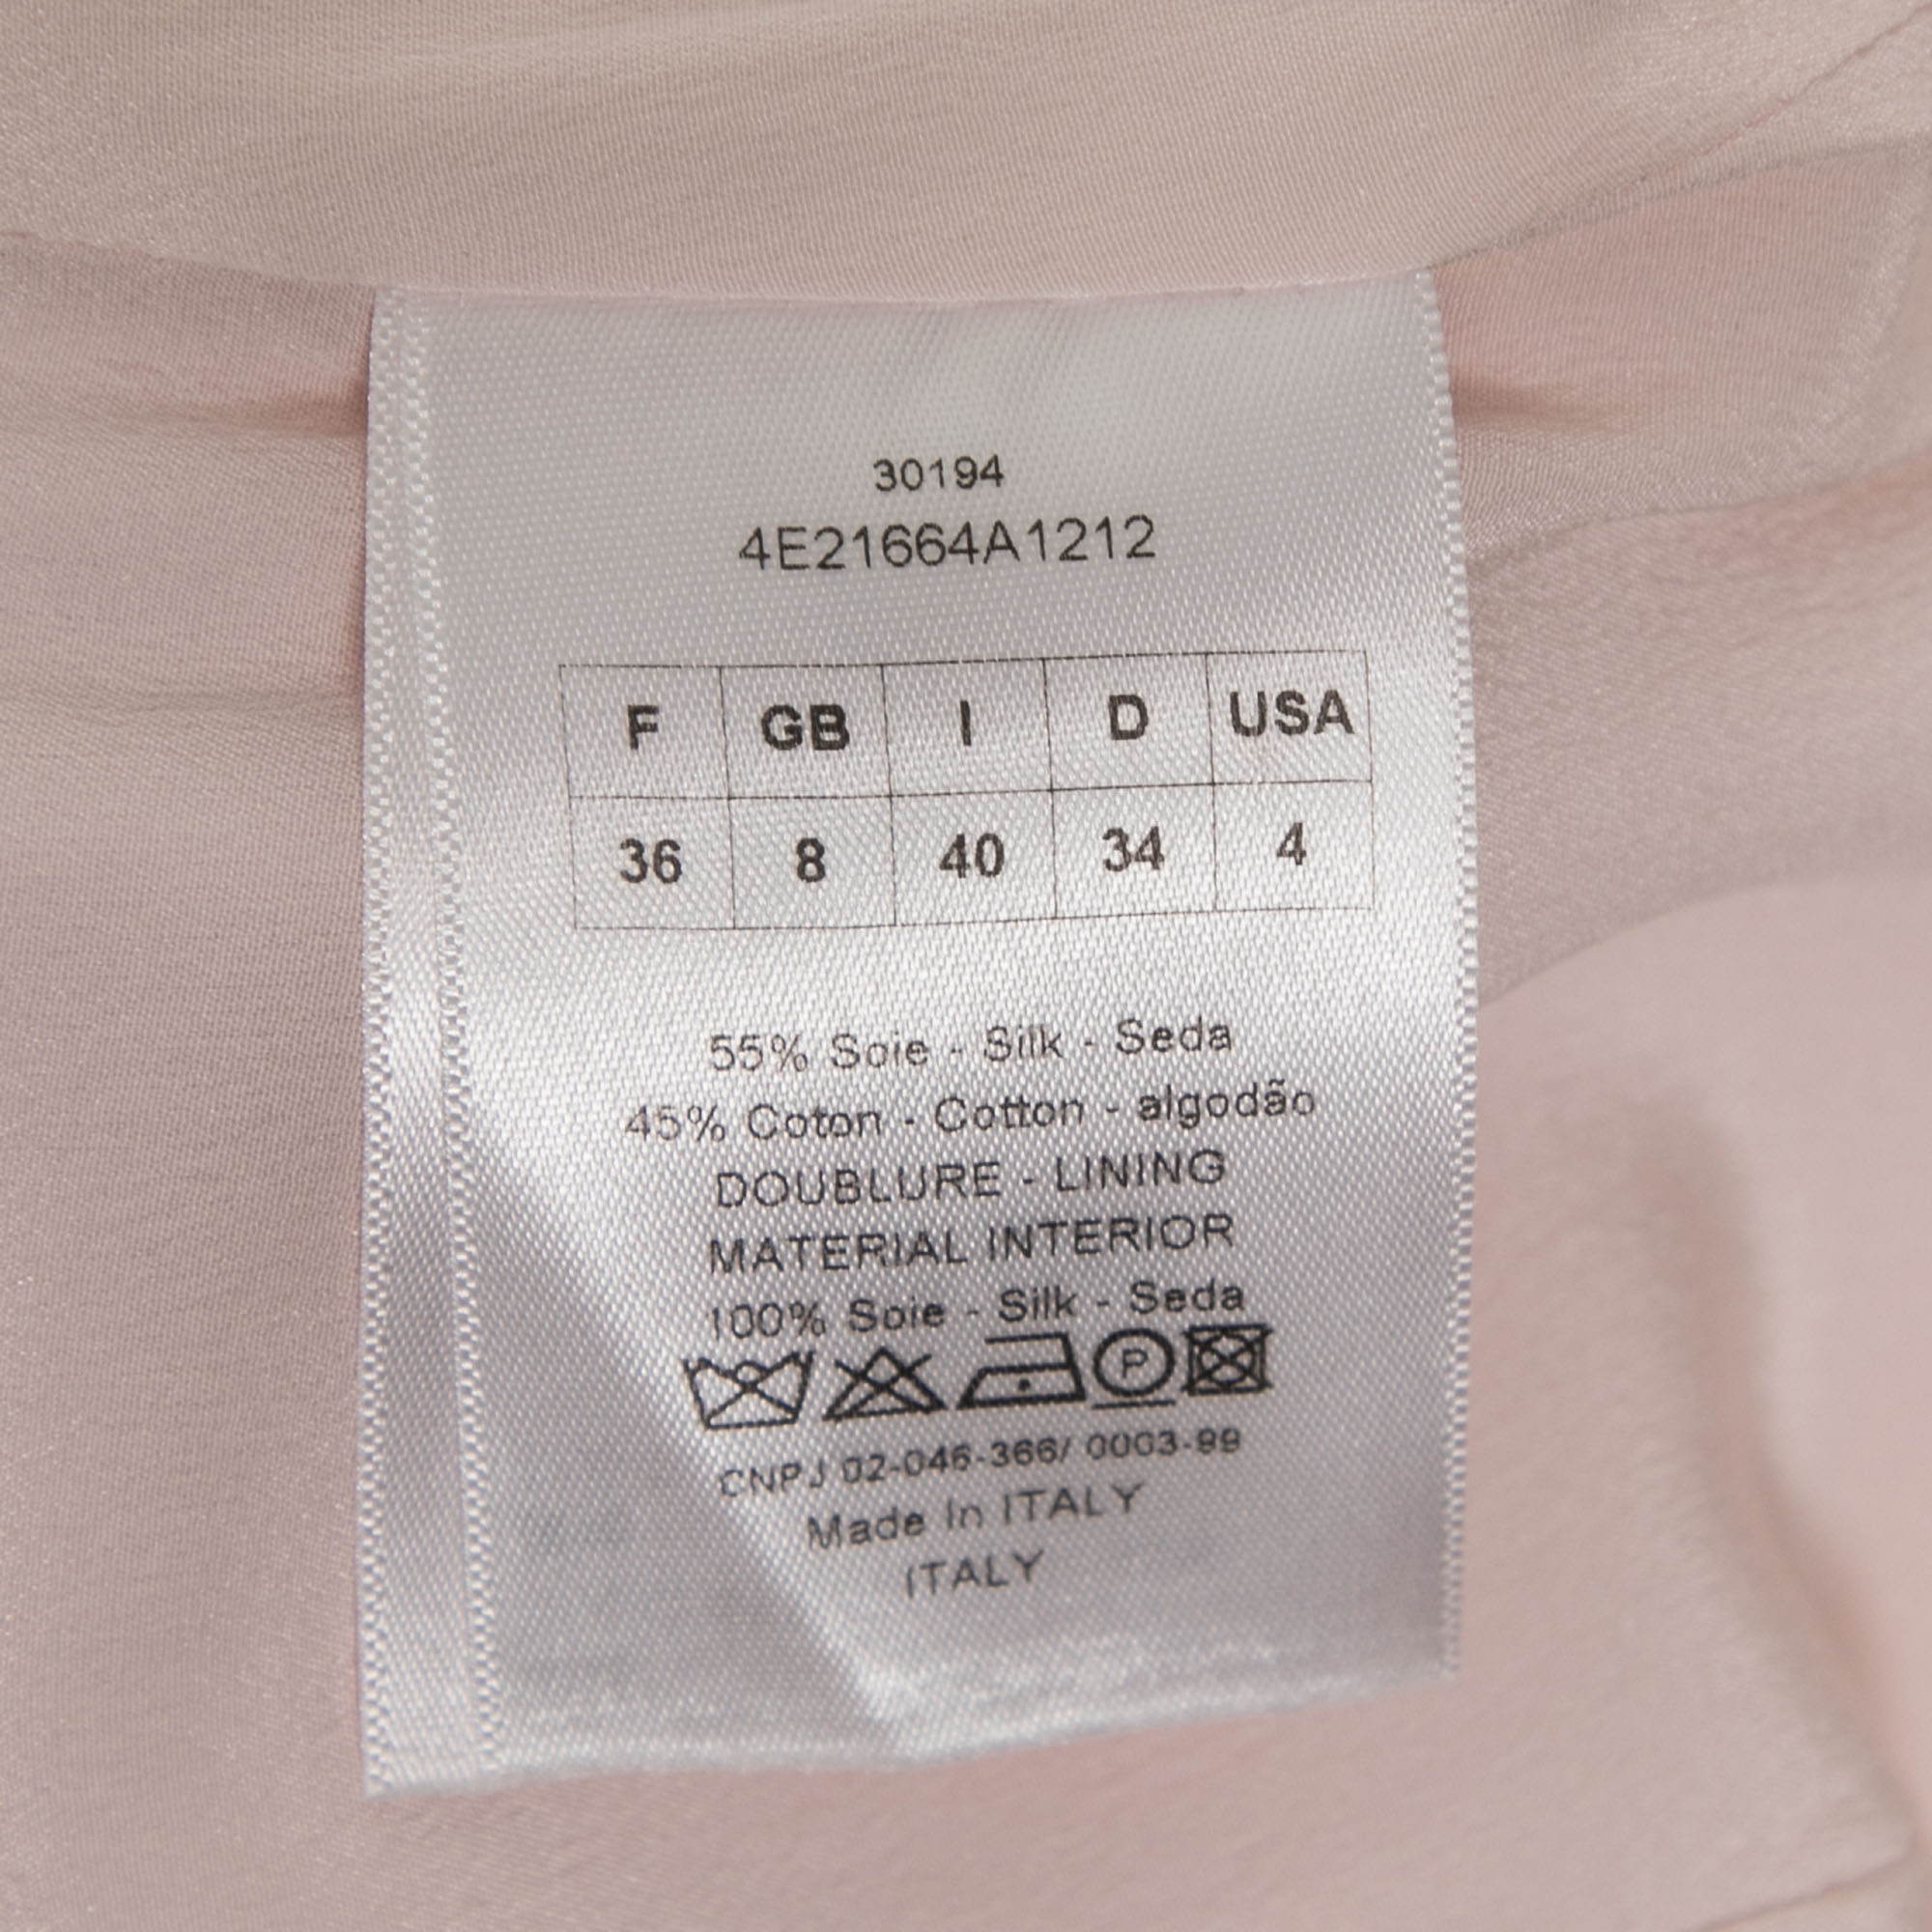 30194
4E21664A1212
F GB I D USA
36 8 40 34 4
55% Soie - Silk - Seda
45% Coton - Cotton - algodão
DOUBLURE - LINING
MATERIAL INTERIOR
100% Soie - Silk - Seda
P
CNPJ 02-046-366/ 0003-99
Made In ITALY
ITALY